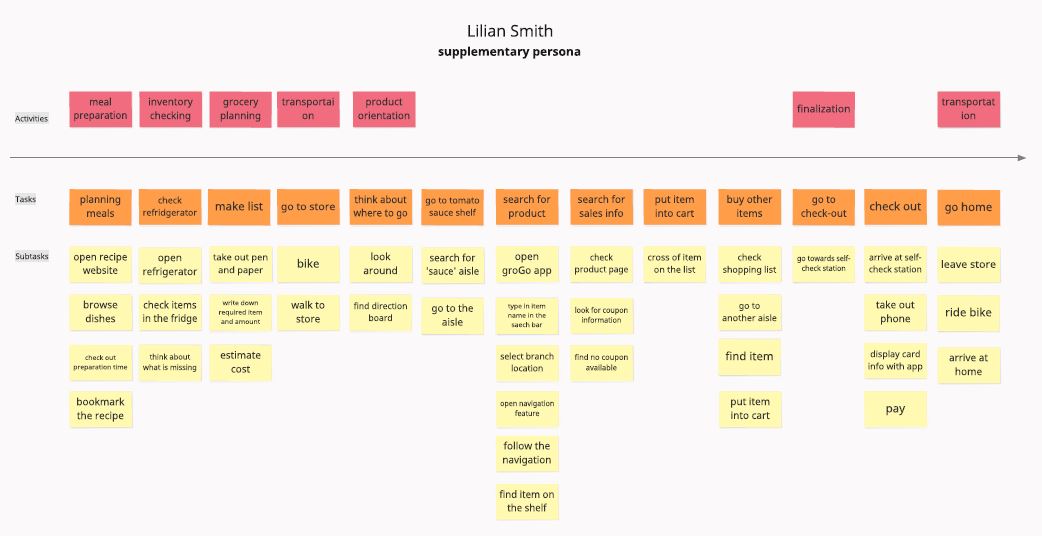 Lilian Smith
supplementary persona
Activities
meal
preparation
inventory
checking
grocery
planning
transportai
on
product
orientation
finalization
transportat
ion
Tasks
planning
meals
check
refridgerator
make list
go to store
think about
where to go
go to tomato
sauce shelf
search for
product
search for
sales info
put item
into cart
buy other
items
go to
check-out
check out
go home
Subtasks
open recipe
website
open
refrigerator
take out pen
and paper
bike
look
around
search for
'sauce' aisle
open
groGo app
check
product page
cross of item
on the list
check
shopping list
go towards self-
check station
arrive at self-
check station
leave store
browse
dishes
check items
in the fridge
write down
required item
and amount
walk to
store
find direction
board
go to the
aisle
type in item
name in the
saech bar
look for coupon
information
go to
another aisle
take out
phone
ride bike
check out
preparation time
think about
what is missing
estimate
cost
select branch
location
find no coupon
available
find item
display card
info with app
arrive at
home
bookmark
the recipe
open navigation
feature
put item
into cart
pay
follow the
navigation
find item on
the shelf